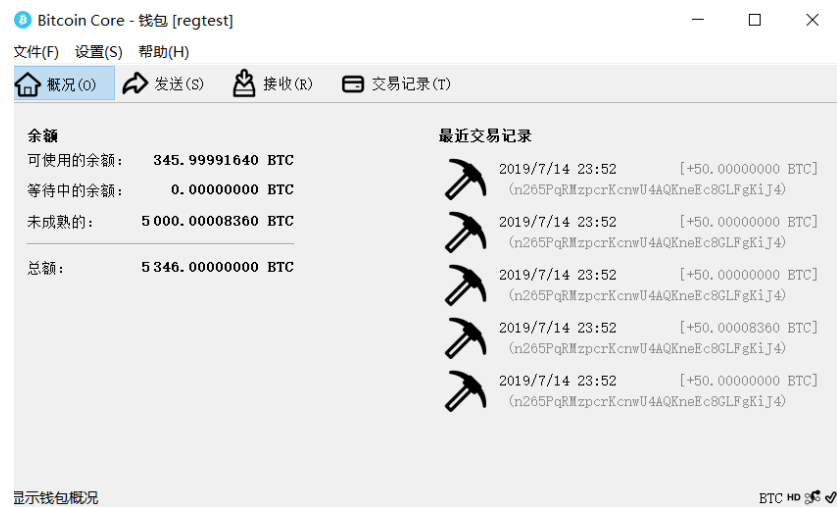 Bitcoin Core - 钱包 [regtest]
文件(F) 设置(S) 帮助(H)
概况(O) 发送(S) 接收(R) 交易记录(T)
余额
可使用的余额: 345.99991640 BTC
等待中的余额: 0.00000000 BTC
未成熟的: 5 000.00008360 BTC
总额: 5 346.00000000 BTC
最近交易记录
2019/7/14 23:52 [+50.00000000 BTC]
(n265PqRMzpcrKcnwU4AQKneEc8GLFgKiJ4)
2019/7/14 23:52 [+50.00000000 BTC]
(n265PqRMzpcrKcnwU4AQKneEc8GLFgKiJ4)
2019/7/14 23:52 [+50.00000000 BTC]
(n265PqRMzpcrKcnwU4AQKneEc8GLFgKiJ4)
2019/7/14 23:52 [+50.00008360 BTC]
(n265PqRMzpcrKcnwU4AQKneEc8GLFgKiJ4)
2019/7/14 23:52 [+50.00000000 BTC]
(n265PqRMzpcrKcnwU4AQKneEc8GLFgKiJ4)
显示钱包概况
BTC HD